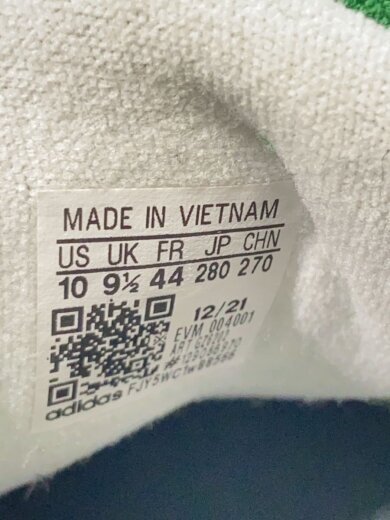 MADE IN VIETNAM
US UK FR JP CHN
10 9½ 44 280 270
12/21
EVM 004001
ART
adidas